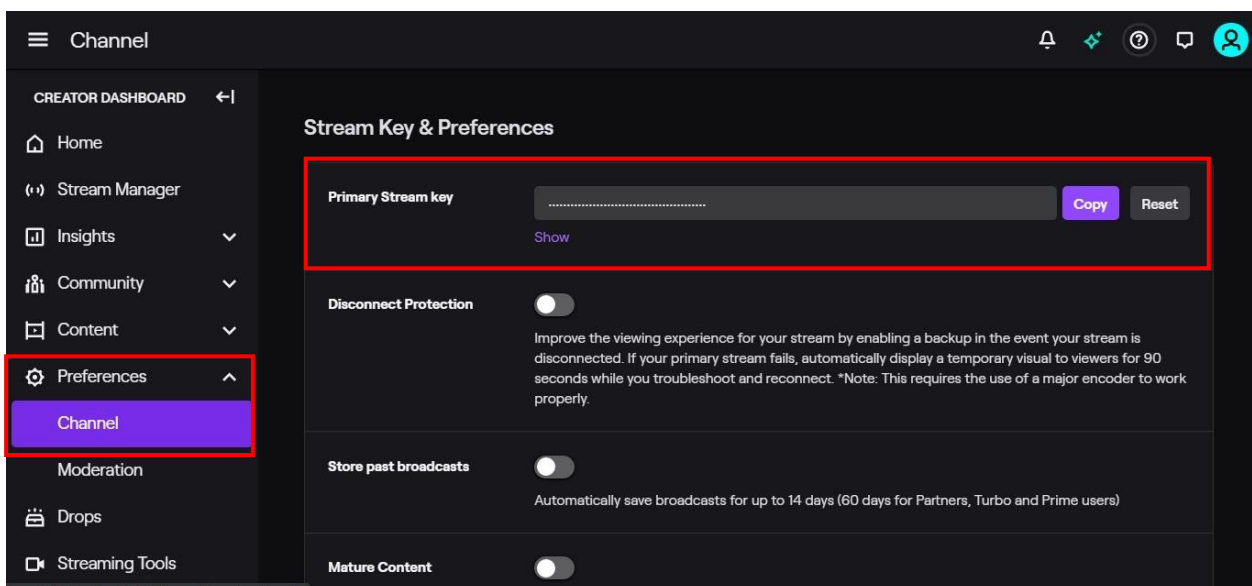 Channel
CREATOR DASHBOARD
Home
Stream Manager
Insights
Community
Content
Preferences
Channel
Moderation
Drops
Streaming Tools
Stream Key & Preferences
Primary Stream key
Copy
Reset
Show
Disconnect Protection
Improve the viewing experience for your stream by enabling a backup in the event your stream is
disconnected. If your primary stream fails, automatically display a temporary visual to viewers for 90
seconds while you troubleshoot and reconnect. *Note: This requires the use of a major encoder to work
properly.
Store past broadcasts
Automatically save broadcasts for up to 14 days (60 days for Partners, Turbo and Prime users)
Mature Content